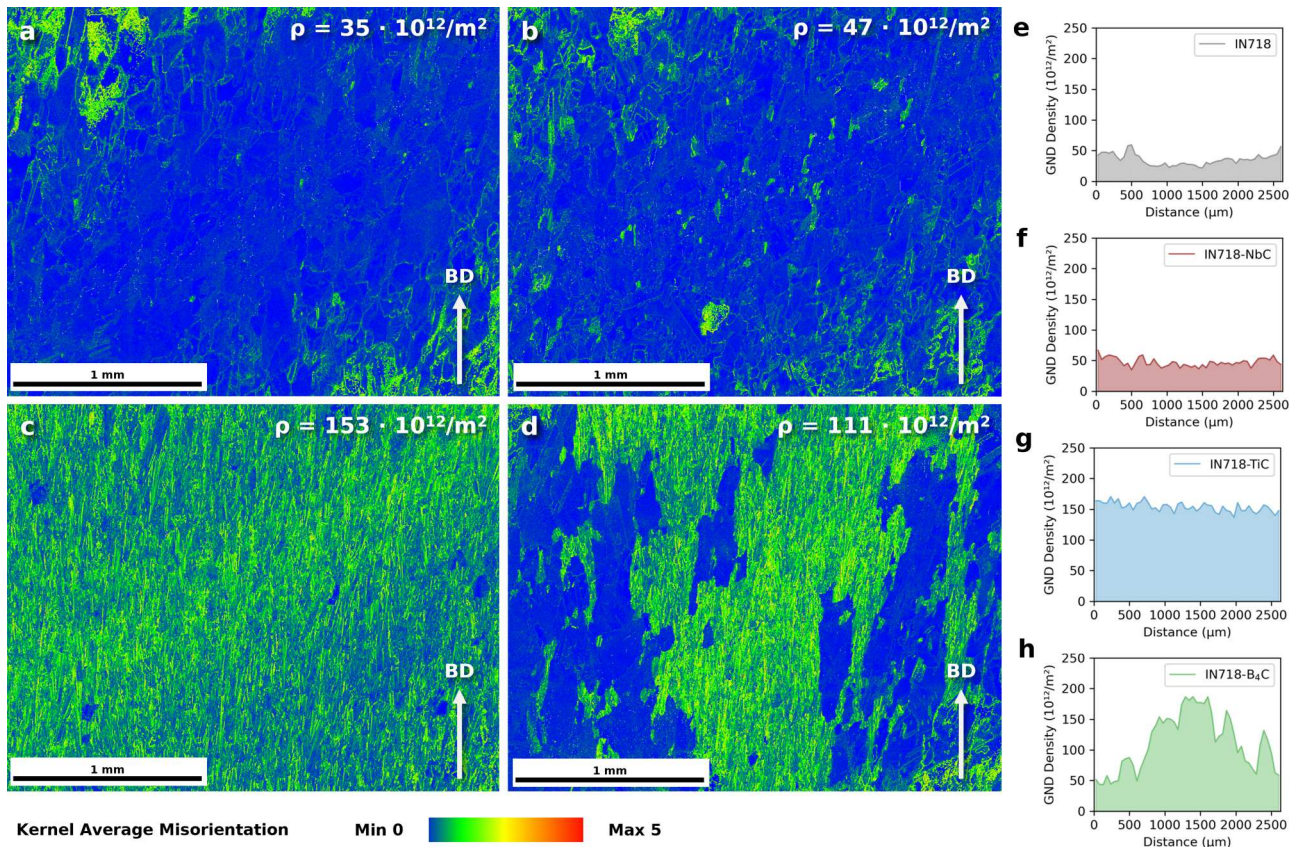 a
ρ = 35 · 10¹²/m²
BD
1 mm
b
ρ = 47 · 10¹²/m²
BD
1 mm
c
ρ = 153 · 10¹²/m²
BD
1 mm
d
ρ = 111 · 10¹²/m²
BD
1 mm
Kernel Average Misorientation Min 0 Max 5
e
IN718
GND Density (10¹²/m²)
250
200
150
100
50
0
0 500 1000 1500 2000 2500
Distance (µm)
f
IN718-NbC
GND Density (10¹²/m²)
250
200
150
100
50
0
0 500 1000 1500 2000 2500
Distance (µm)
g
IN718-TiC
GND Density (10¹²/m²)
250
200
150
100
50
0
0 500 1000 1500 2000 2500
Distance (µm)
h
IN718-B₄C
GND Density (10¹²/m²)
250
200
150
100
50
0
0 500 1000 1500 2000 2500
Distance (µm)